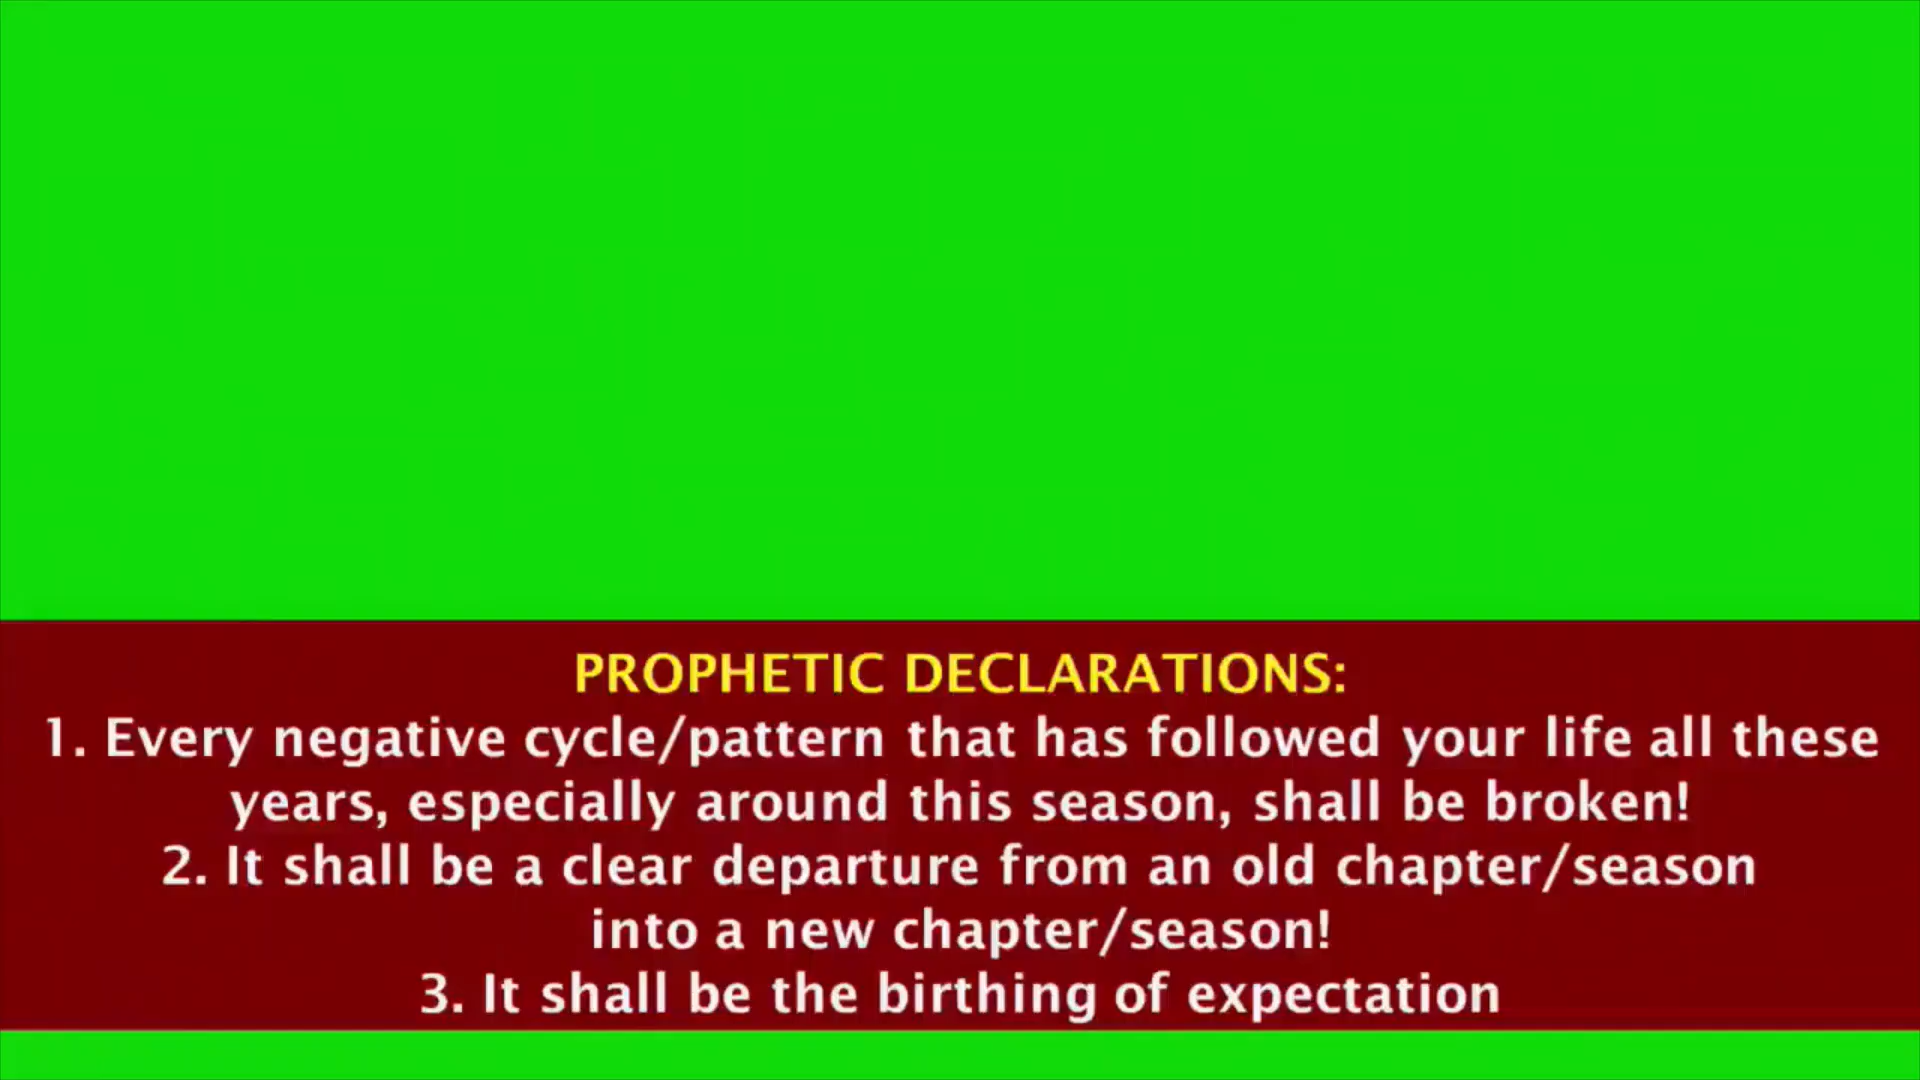 PROPHETIC DECLARATIONS:
1. Every negative cycle/pattern that has followed your life all these
years, especially around this season, shall be broken!
2. It shall be a clear departure from an old chapter/season
into a new chapter/season!
3. It shall be the birthing of expectation